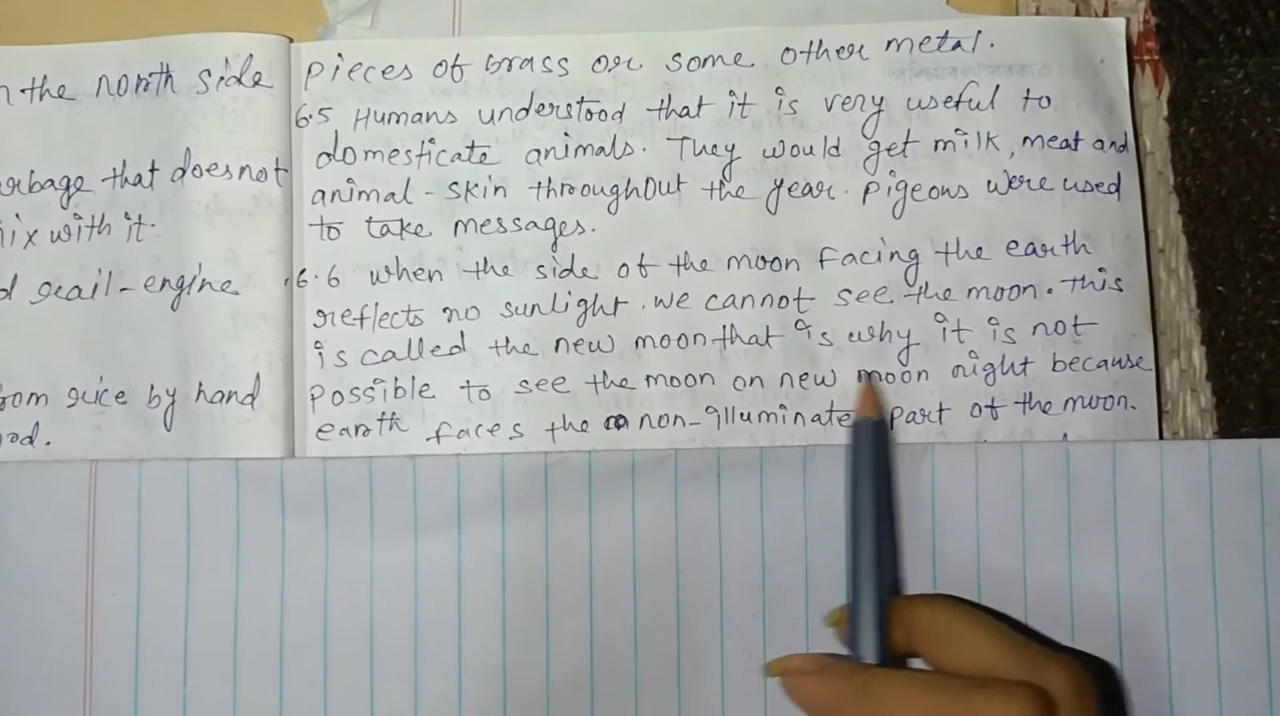 n the north side
rbage that does not
ix with it.
rail-engine
rom rice by hand
od.
pieces of brass or some other metal.
6.5 Humans understood that it is very useful to
domesticate animals. They would get milk, meat and
animal-skin throughout the year. pigeons were used
to take messages.
6.6 when the side of the moon facing the earth
reflects no sunlight. we cannot see the moon. this
is called the new moon that is why it is not
possible to see the moon on new moon night because
earth faces the non-illuminate part of the moon.